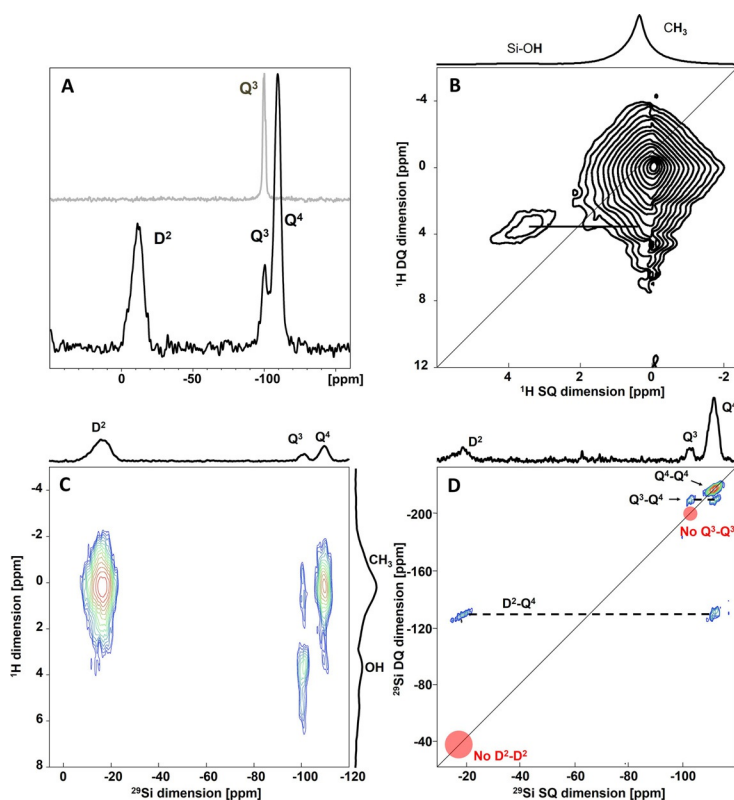 A
Q³
D²
Q³
Q⁴
0
-50
-100
[ppm]
Si-OH
CH₃
B
-4
0
4
8
12
¹H DQ dimension [ppm]
4
2
0
-2
¹H SQ dimension [ppm]
D²
Q³
Q⁴
C
-4
-2
0
2
4
6
8
¹H dimension [ppm]
CH₃
OH
0
-20
-40
-60
-80
-100
-120
²⁹Si dimension [ppm]
D²
Q³
D
Q⁴-Q⁴
Q³-Q⁴
No Q³-Q³
D²-Q⁴
No D²-D²
-200
-160
-120
-80
-40
²⁹Si DQ dimension [ppm]
-20
-40
-60
-80
-100
²⁹Si SQ dimension [ppm]